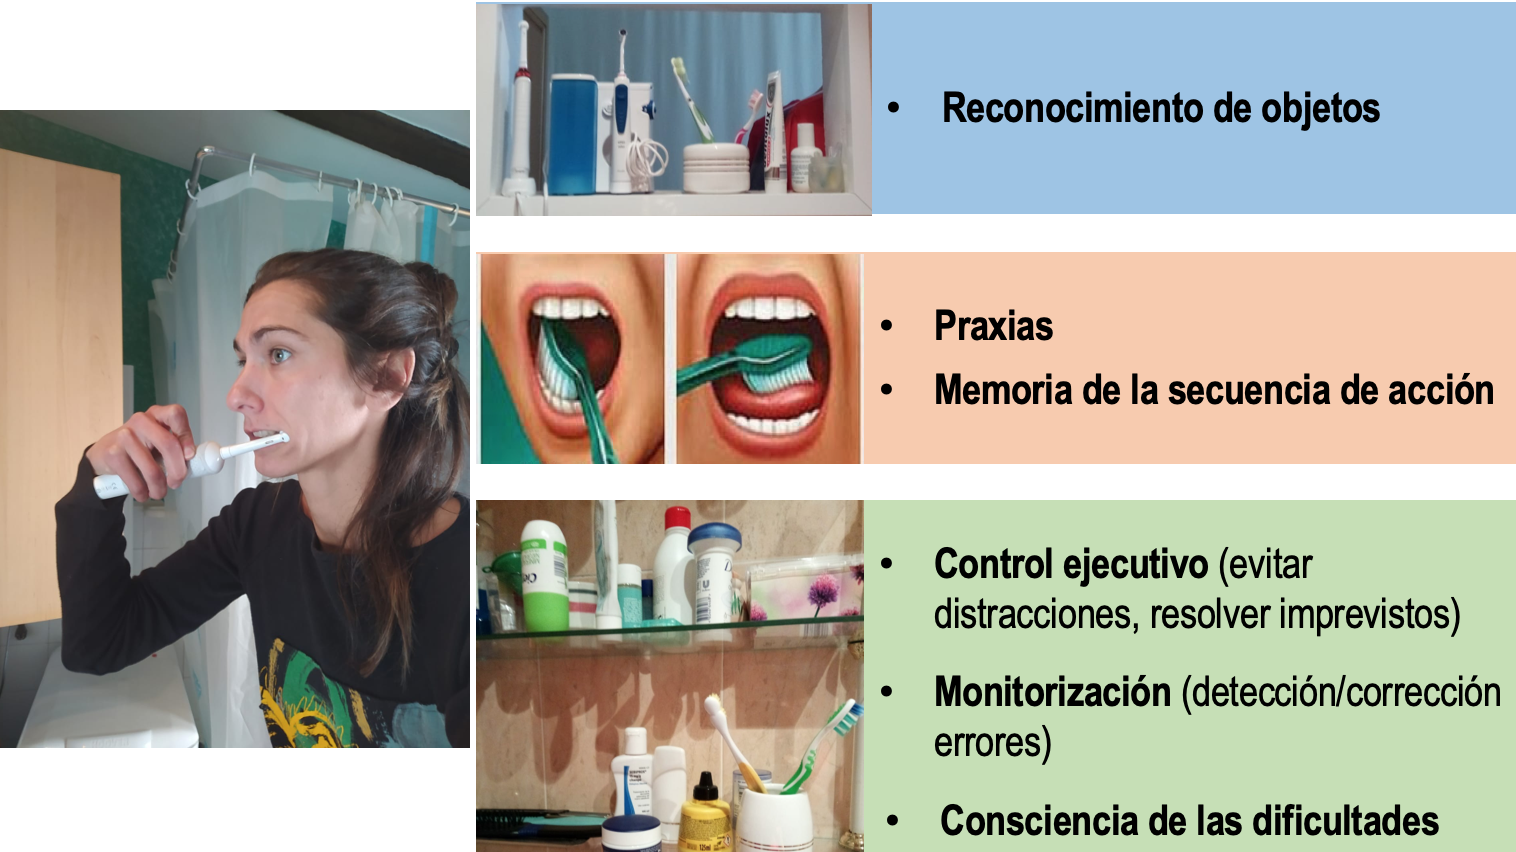 • Reconocimiento de objetos
• Praxias
• Memoria de la secuencia de acción
• Control ejecutivo (evitar
distracciones, resolver imprevistos)
• Monitorización (detección/corrección
errores)
• Consciencia de las dificultades